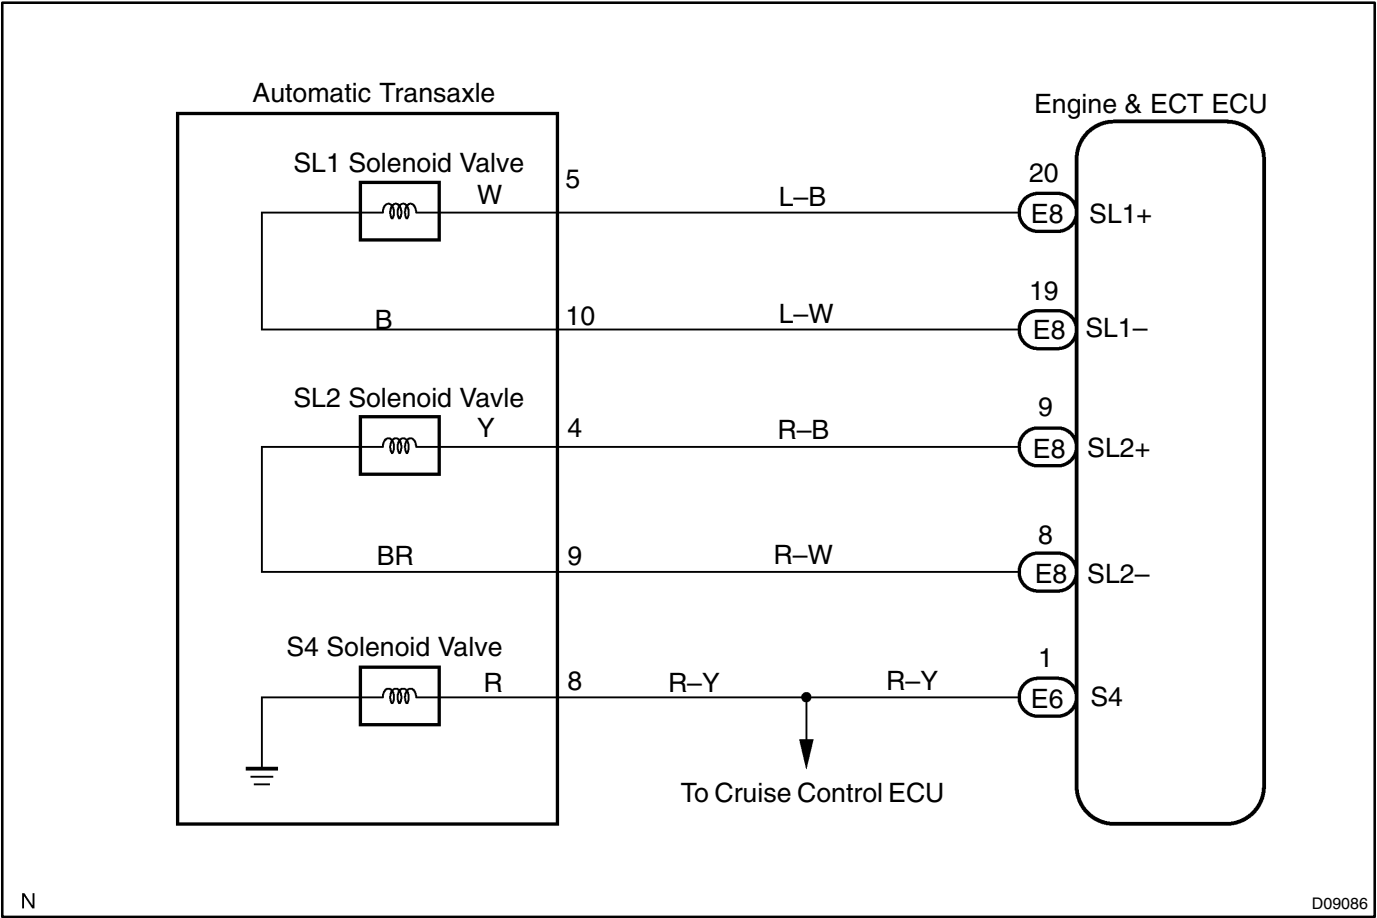 Automatic Transaxle
Engine & ECT ECU
SL1 Solenoid Valve
W
5
L–B
20
E8
SL1+
B
10
L–W
19
E8
SL1–
SL2 Solenoid Vavle
Y
4
R–B
9
E8
SL2+
BR
9
R–W
8
E8
SL2–
S4 Solenoid Valve
R
8
R–Y
R–Y
1
E6
S4
To Cruise Control ECU
N
D09086